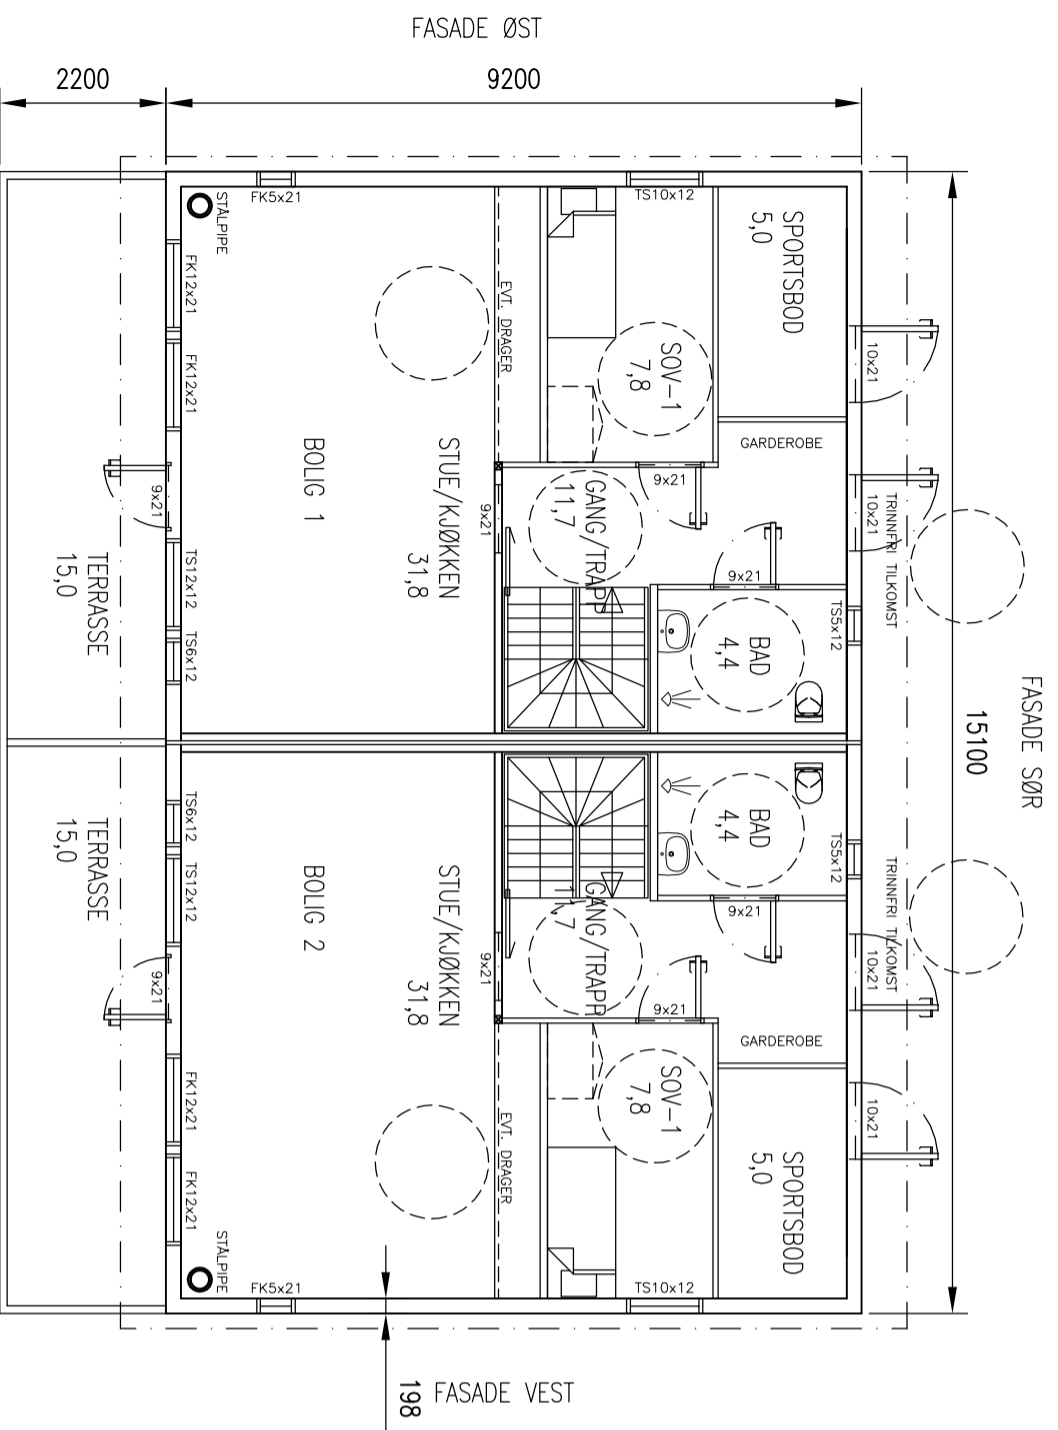 FASADE ØST
2200
9200
FASADE SØR
15100
FK5x21
TS10x12
STÅLPIPE
SPORTSBOD
5,0
FK12x21
FK12x21
EVT. DRAGER
SOV-1
7,8
10x21
GARDEROBE
BOLIG 1
STUE/KJØKKEN
31,8
9x21
GANG/TRAPP
11,7
9x21
10x21
TRINNFRI TILKOMST
9x21
9x21
TERRASSE
15,0
TS12x12
TS6x12
BAD
4,4
TS5x12
TERRASSE
15,0
TS6x12
TS12x12
BAD
4,4
TS5x12
BOLIG 2
STUE/KJØKKEN
31,8
9x21
GANG/TRAPP
11,7
9x21
9x21
TRINNFRI TILKOMST
10x21
9x21
GARDEROBE
FK12x21
FK12x21
EVT. DRAGER
SOV-1
7,8
10x21
SPORTSBOD
5,0
STÅLPIPE
FK5x21
TS10x12
198
FASADE VEST